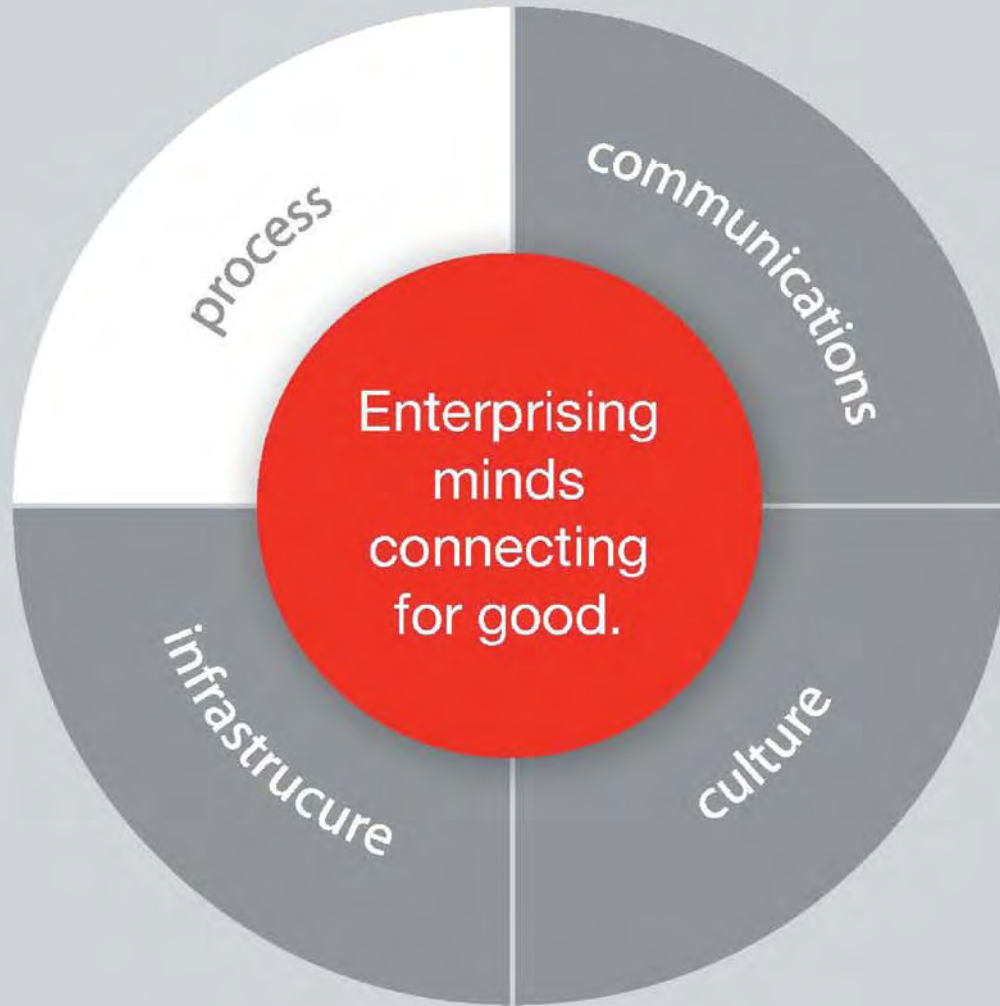 process
communications
Enterprising
minds
connecting
for good.
infrastrucure
culture